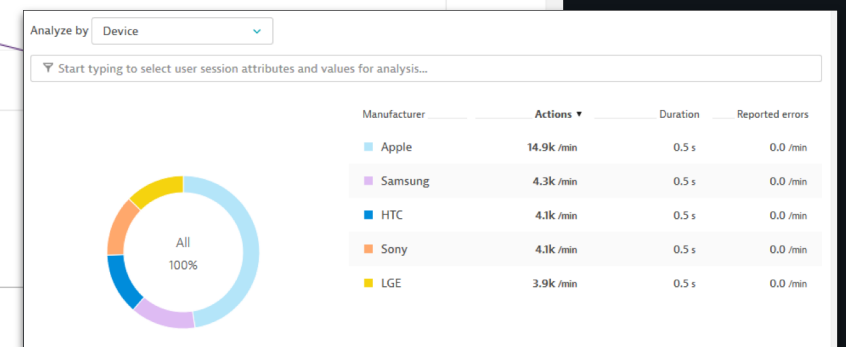 Analyze by Device
Start typing to select user session attributes and values for analysis...
Manufacturer Actions ▼ Duration Reported errors
Apple 14.9k /min 0.5 s 0.0 /min
Samsung 4.3k /min 0.5 s 0.0 /min
HTC 4.1k /min 0.5 s 0.0 /min
Sony 4.1k /min 0.5 s 0.0 /min
LGE 3.9k /min 0.5 s 0.0 /min
All
100%